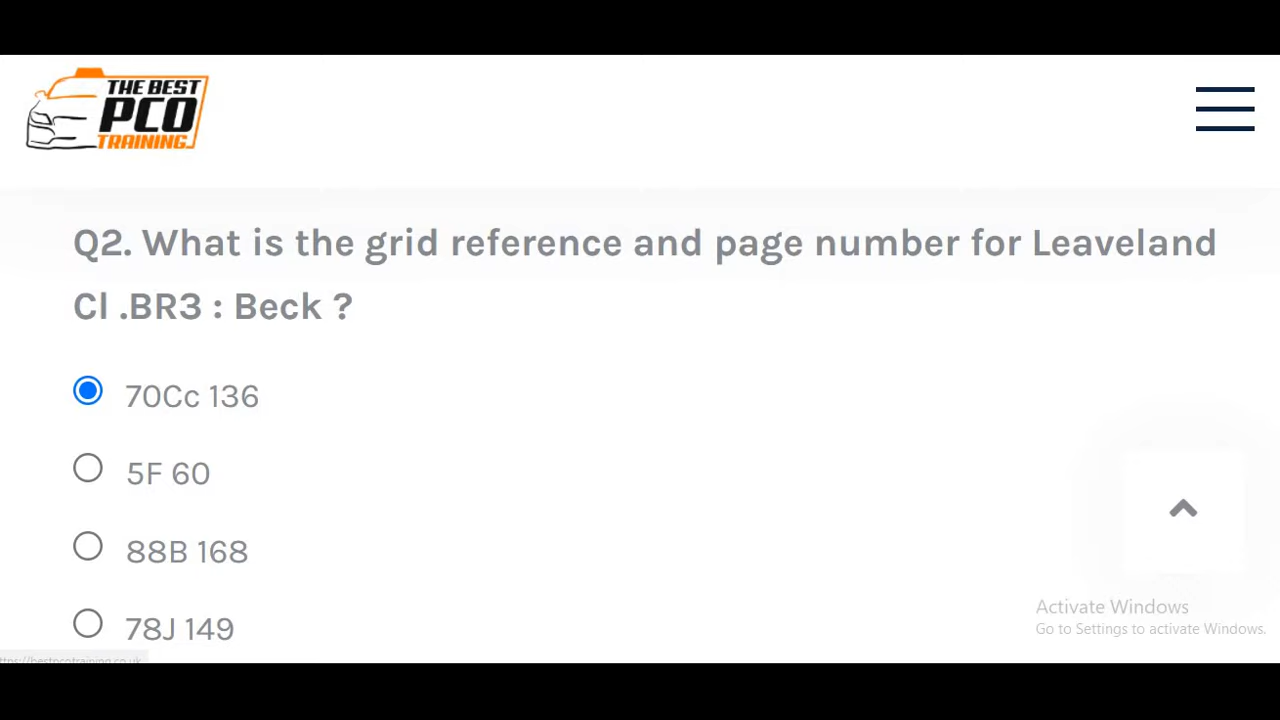 THE BEST
PCO
TRAINING
Q2. What is the grid reference and page number for Leaveland
Cl .BR3 : Beck ?
70Cc 136
5F 60
88B 168
78J 149
Activate Windows
Go to Settings to activate Windows.